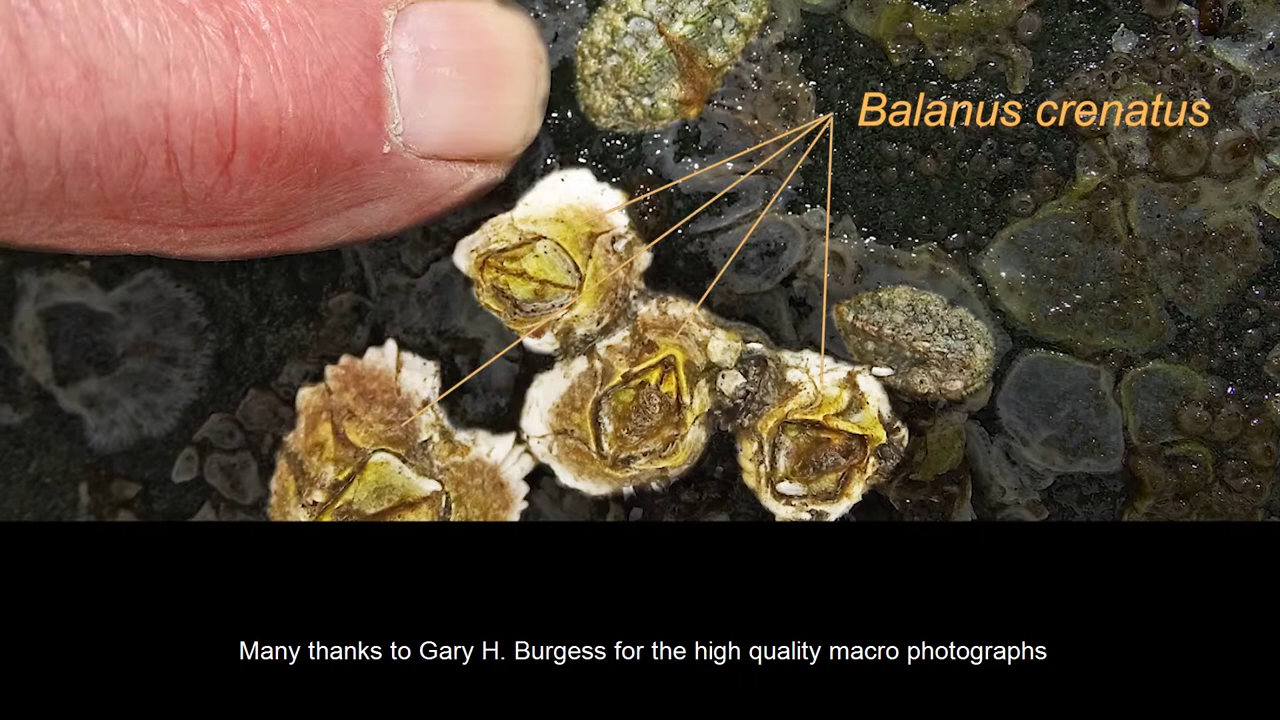 Balanus crenatus
Many thanks to Gary H. Burgess for the high quality macro photographs